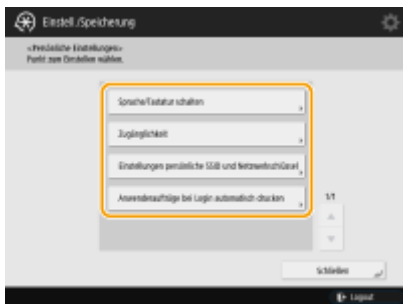 Einstell./Speicherung
<Persönliche Einstellungen>
Punkt zum Einstellen wählen.
Sprache/Tastatur schalten
Zugänglichkeit
Einstellungen persönliche SSID und Netzwerkschlüssel
Anwenderaufträge bei Login automatisch drucken
1/1
Schließen
Logout